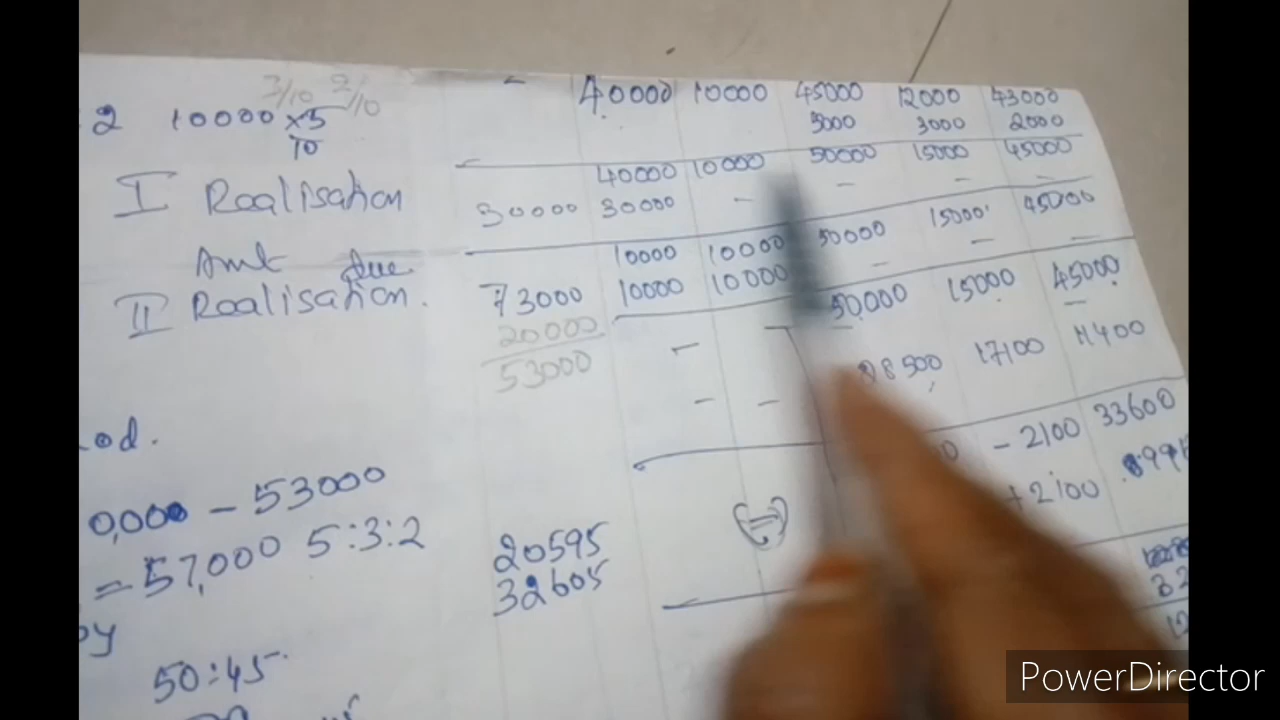 3/10 2/10
2 10000 x 5
10
- 40000 10000 45000 12000 43000
5000 3000 2000
40000 10000 50000 15000 45000
I Realisation 30000 30000 - - - -
Amt due 10000 10000 50000 15000 45000
II Realisation. 73000 10000 10000 - - -
20000
53000 - 50000 15000 45000
- - 17100 11400
- 2100 33600
+ 2100
- 53000
= 57,000 5:3:2
20595
32605
50:45
PowerDirector